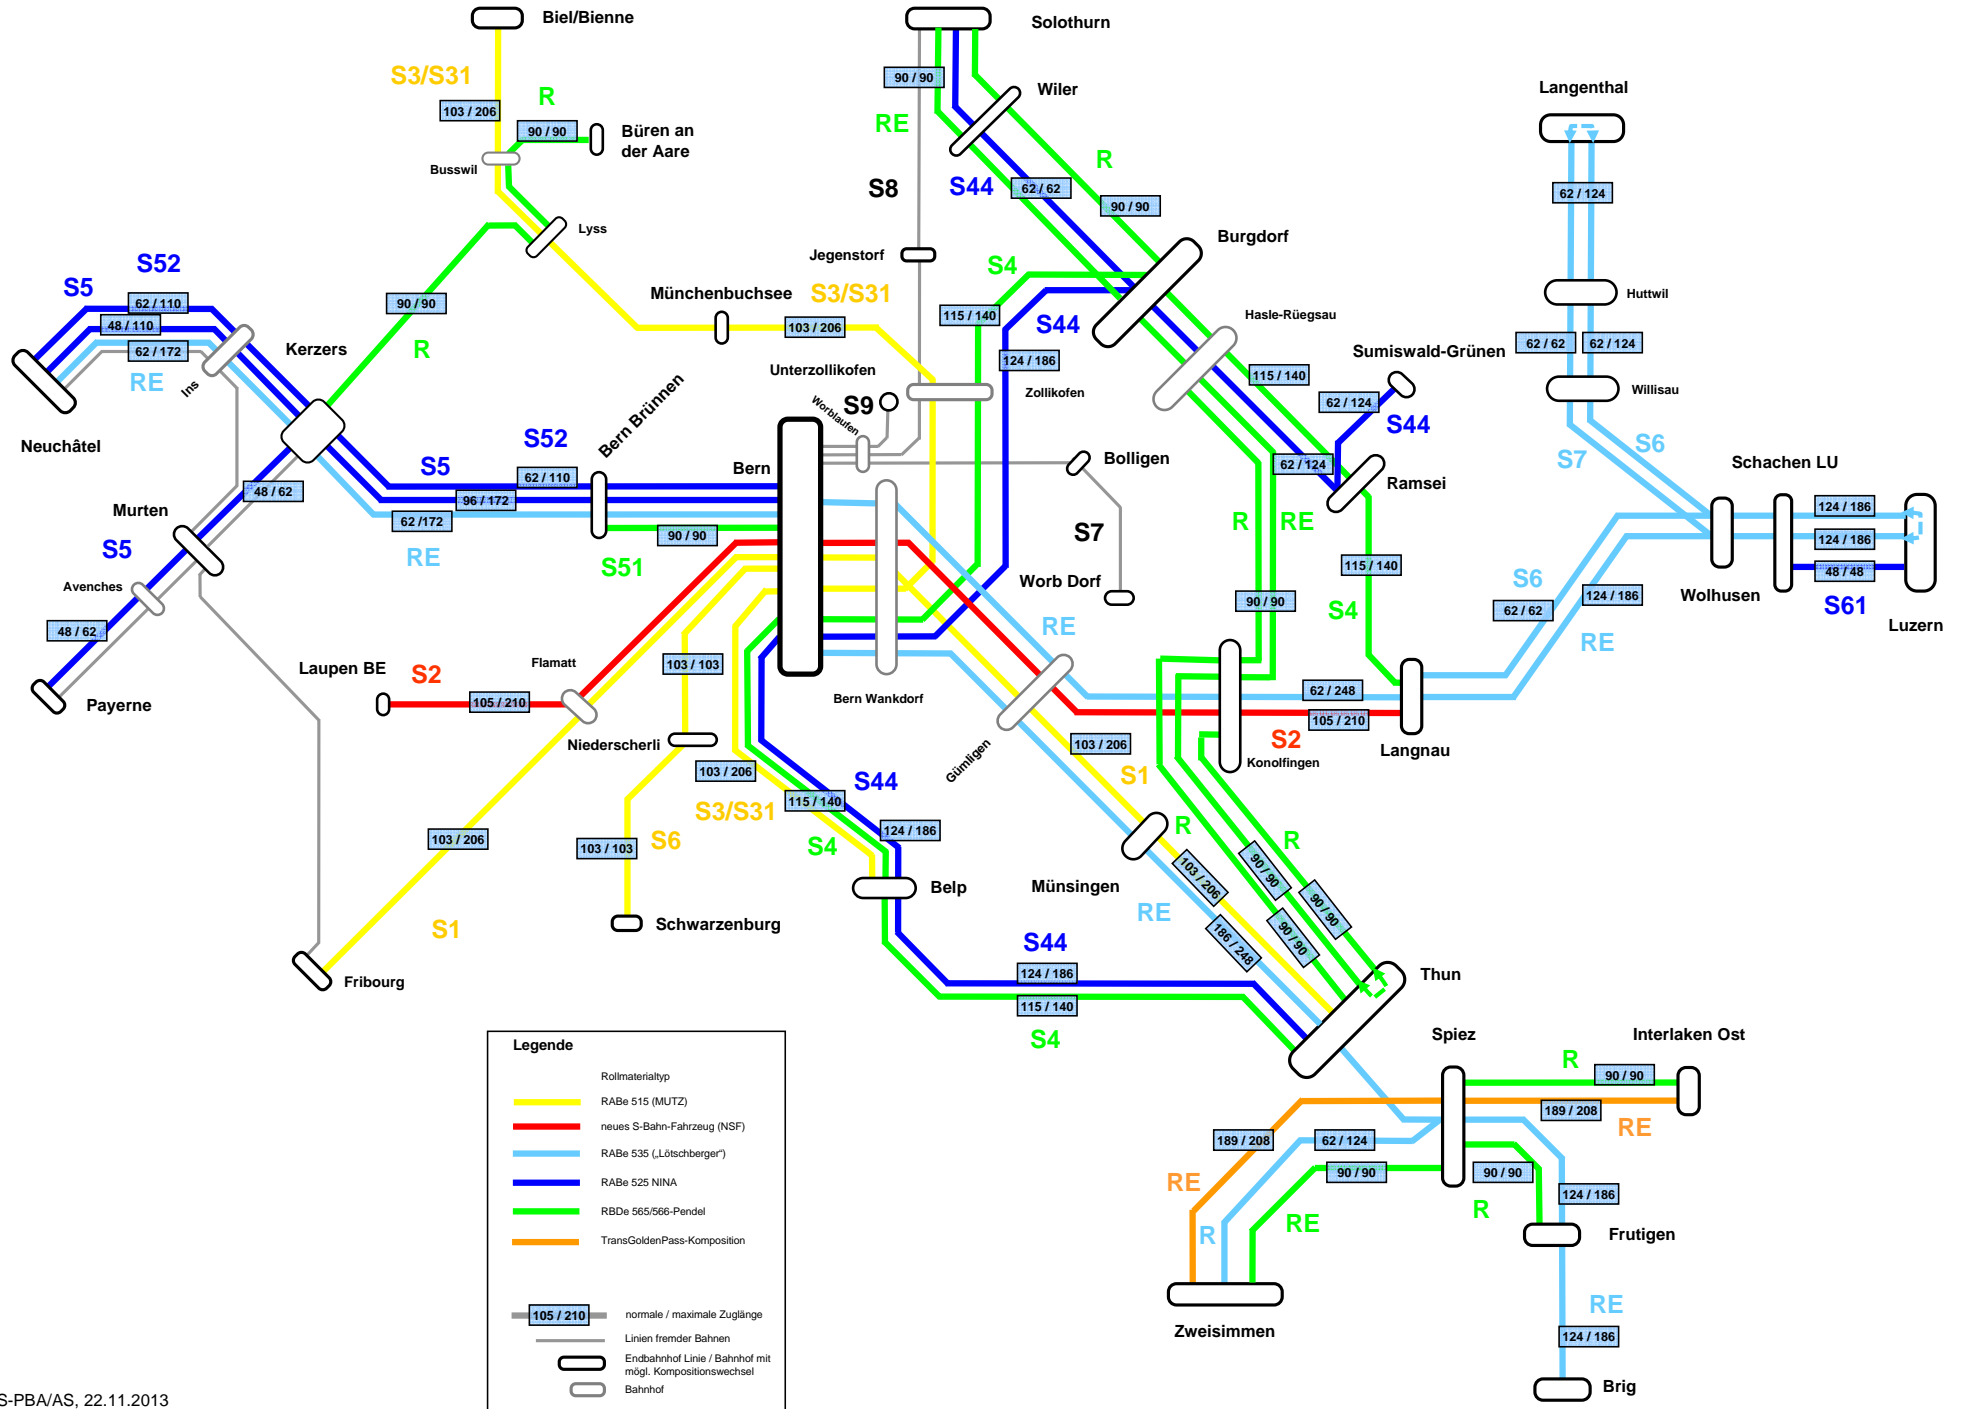 Biel/Bienne
Solothurn
S3/S31
R
90 / 90
Wiler
Langenthal
103 / 206
90 / 90
Büren an
der Aare
RE
Busswil
R
S8
S44
62 / 62
62 / 124
90 / 90
Lyss
Burgdorf
Jegenstorf
S52
S4
S5
Münchenbuchsee
S3/S31
Huttwil
62 / 110
90 / 90
48 / 110
103 / 206
115 / 140
S44
Hasle-Rüegsau
62 / 172
Kerzers
R
62 / 62
62 / 124
Sumiswald-Grünen
RE
Ins
Unterzollikofen
124 / 186
115 / 140
Zollikofen
Willisau
S9
Worblaufen
62 / 124
S44
Neuchâtel
Bern Brünnen
S52
S6
S7
Schachen LU
S5
Bern
Bolligen
62 / 124
Ramsei
62 / 110
48 / 62
96 / 172
124 / 186
Murten
62 /172
R
RE
S7
90 / 90
124 / 186
S5
RE
S51
115 / 140
48 / 48
Avenches
Worb Dorf
S6
Wolhusen
S61
90 / 90
S4
62 / 62
124 / 186
48 / 62
RE
Luzern
RE
Laupen BE
S2
Flamatt
103 / 103
62 / 248
Payerne
105 / 210
Bern Wankdorf
105 / 210
Niederscherli
S2
Langnau
103 / 206
Gümligen
Konolfingen
103 / 206
S1
S44
115 / 140
S3/S31
R
103 / 206
103 / 103
S6
S4
124 / 186
R
90 / 90
Belp
Münsingen
103 / 206
90 / 90
RE
S1
Schwarzenburg
90 / 90
186 / 248
S44
124 / 186
Thun
Fribourg
115 / 140
S4
Spiez
Interlaken Ost
Legende
R
90 / 90
Rollmaterialtyp
RABe 515 (MUTZ)
189 / 208
neues S-Bahn-Fahrzeug (NSF)
RE
189 / 208
62 / 124
RABe 535 („Lötschberger“)
90 / 90
90 / 90
RE
RABe 525 NINA
124 / 186
R
RBDe 565/566-Pendel
RE
R
Frutigen
TransGoldenPass-Komposition
RE
105 / 210
normale / maximale Zuglänge
Zweisimmen
124 / 186
Linien fremder Bahnen
Endbahnhof Linie / Bahnhof mit
mögl. Kompositionswechsel
Bahnhof
Brig
S-PBA/AS, 22.11.2013